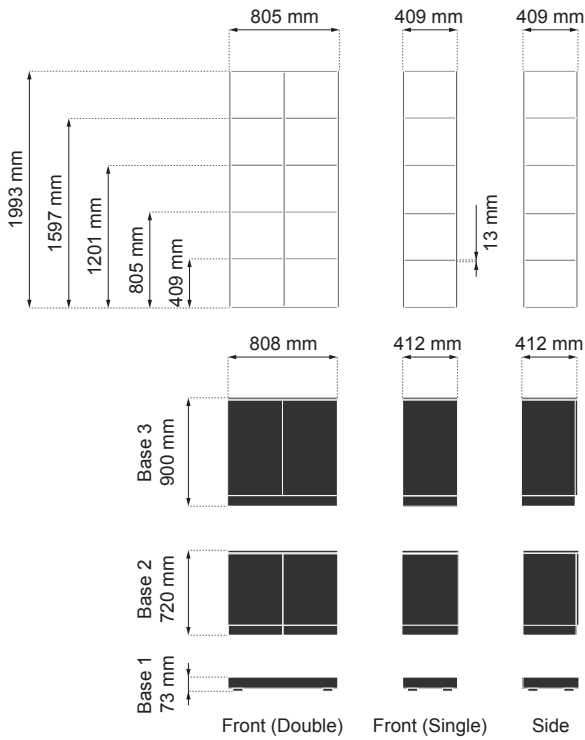 805 mm
409 mm
409 mm
1993 mm
1597 mm
1201 mm
805 mm
409 mm
13 mm
808 mm
412 mm
412 mm
Base 3
900 mm
Base 2
720 mm
Base 1
73 mm
Front (Double)
Front (Single)
Side